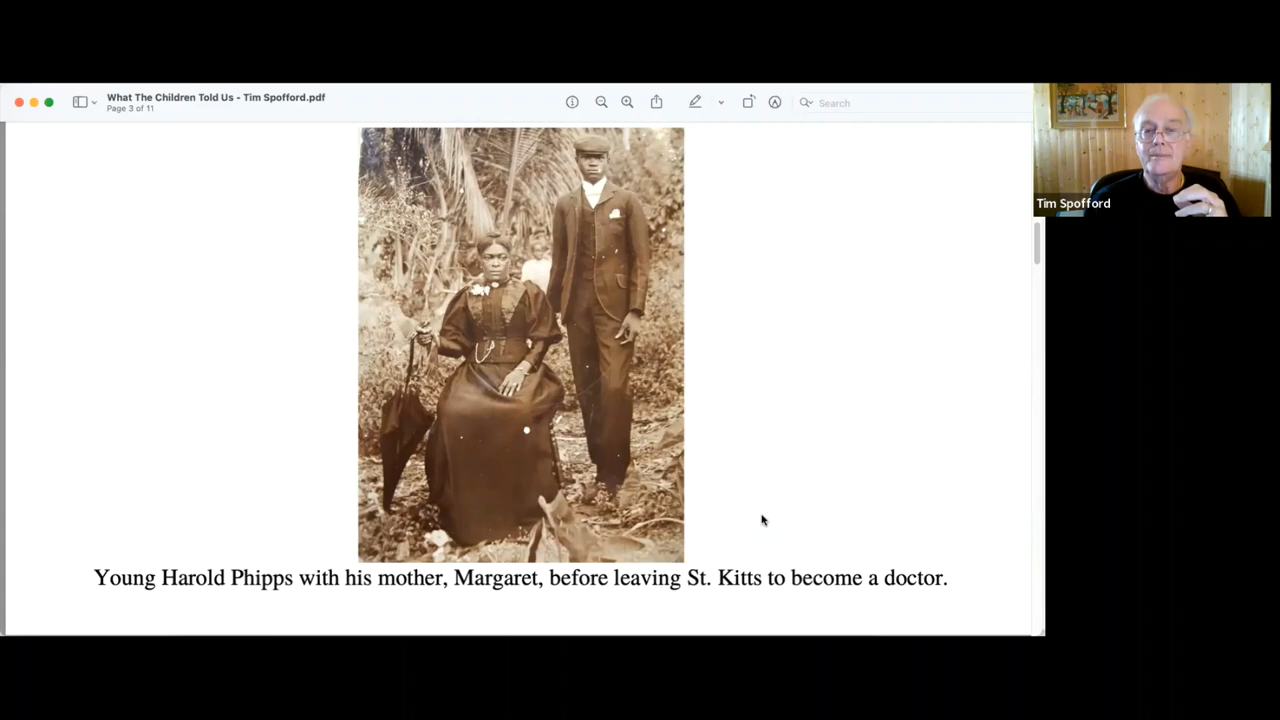 What The Children Told Us - Tim Spofford.pdf
Page 3 of 11
Search
Tim Spofford
Young Harold Phipps with his mother, Margaret, before leaving St. Kitts to become a doctor.